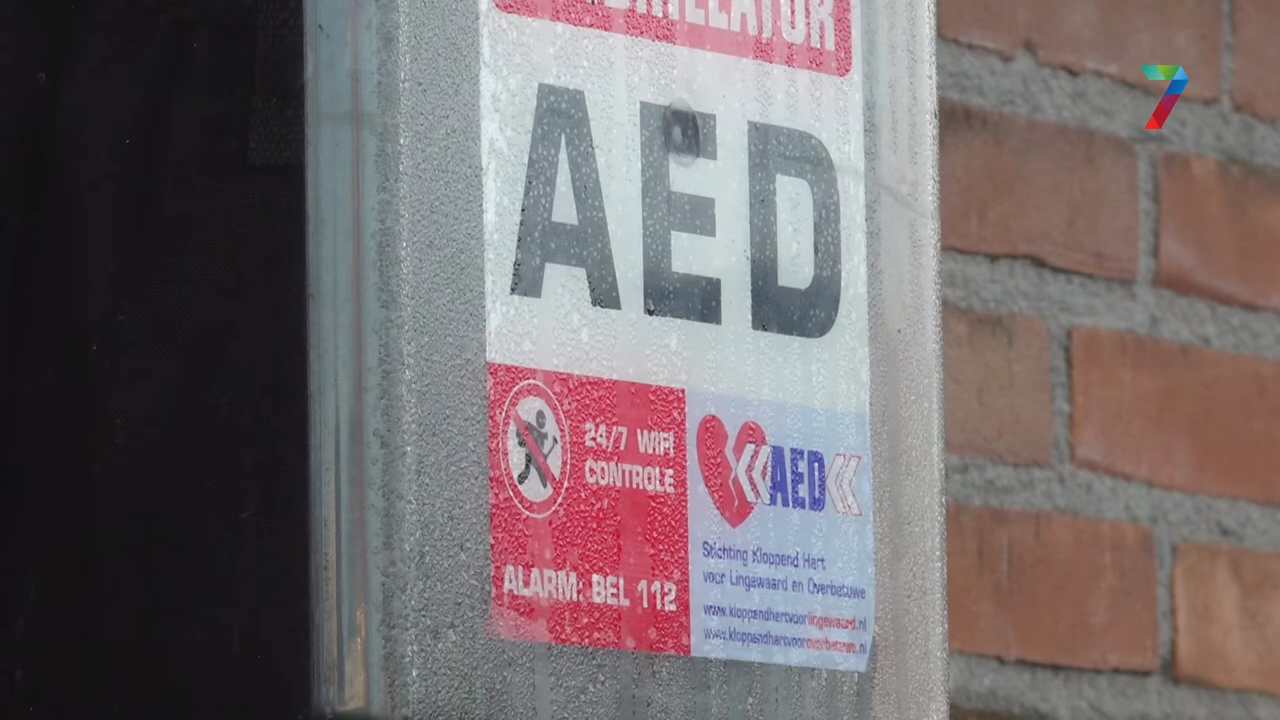 AED
24/7 WIFI
CONTROLE
ALARM: BEL 112
AED
Stichting Kloppend Hart
voor Lingewaard en Overbetuwe
www.kloppendhartvoorlingewaard.nl
www.kloppendhartvooroverbetuwe.nl
7